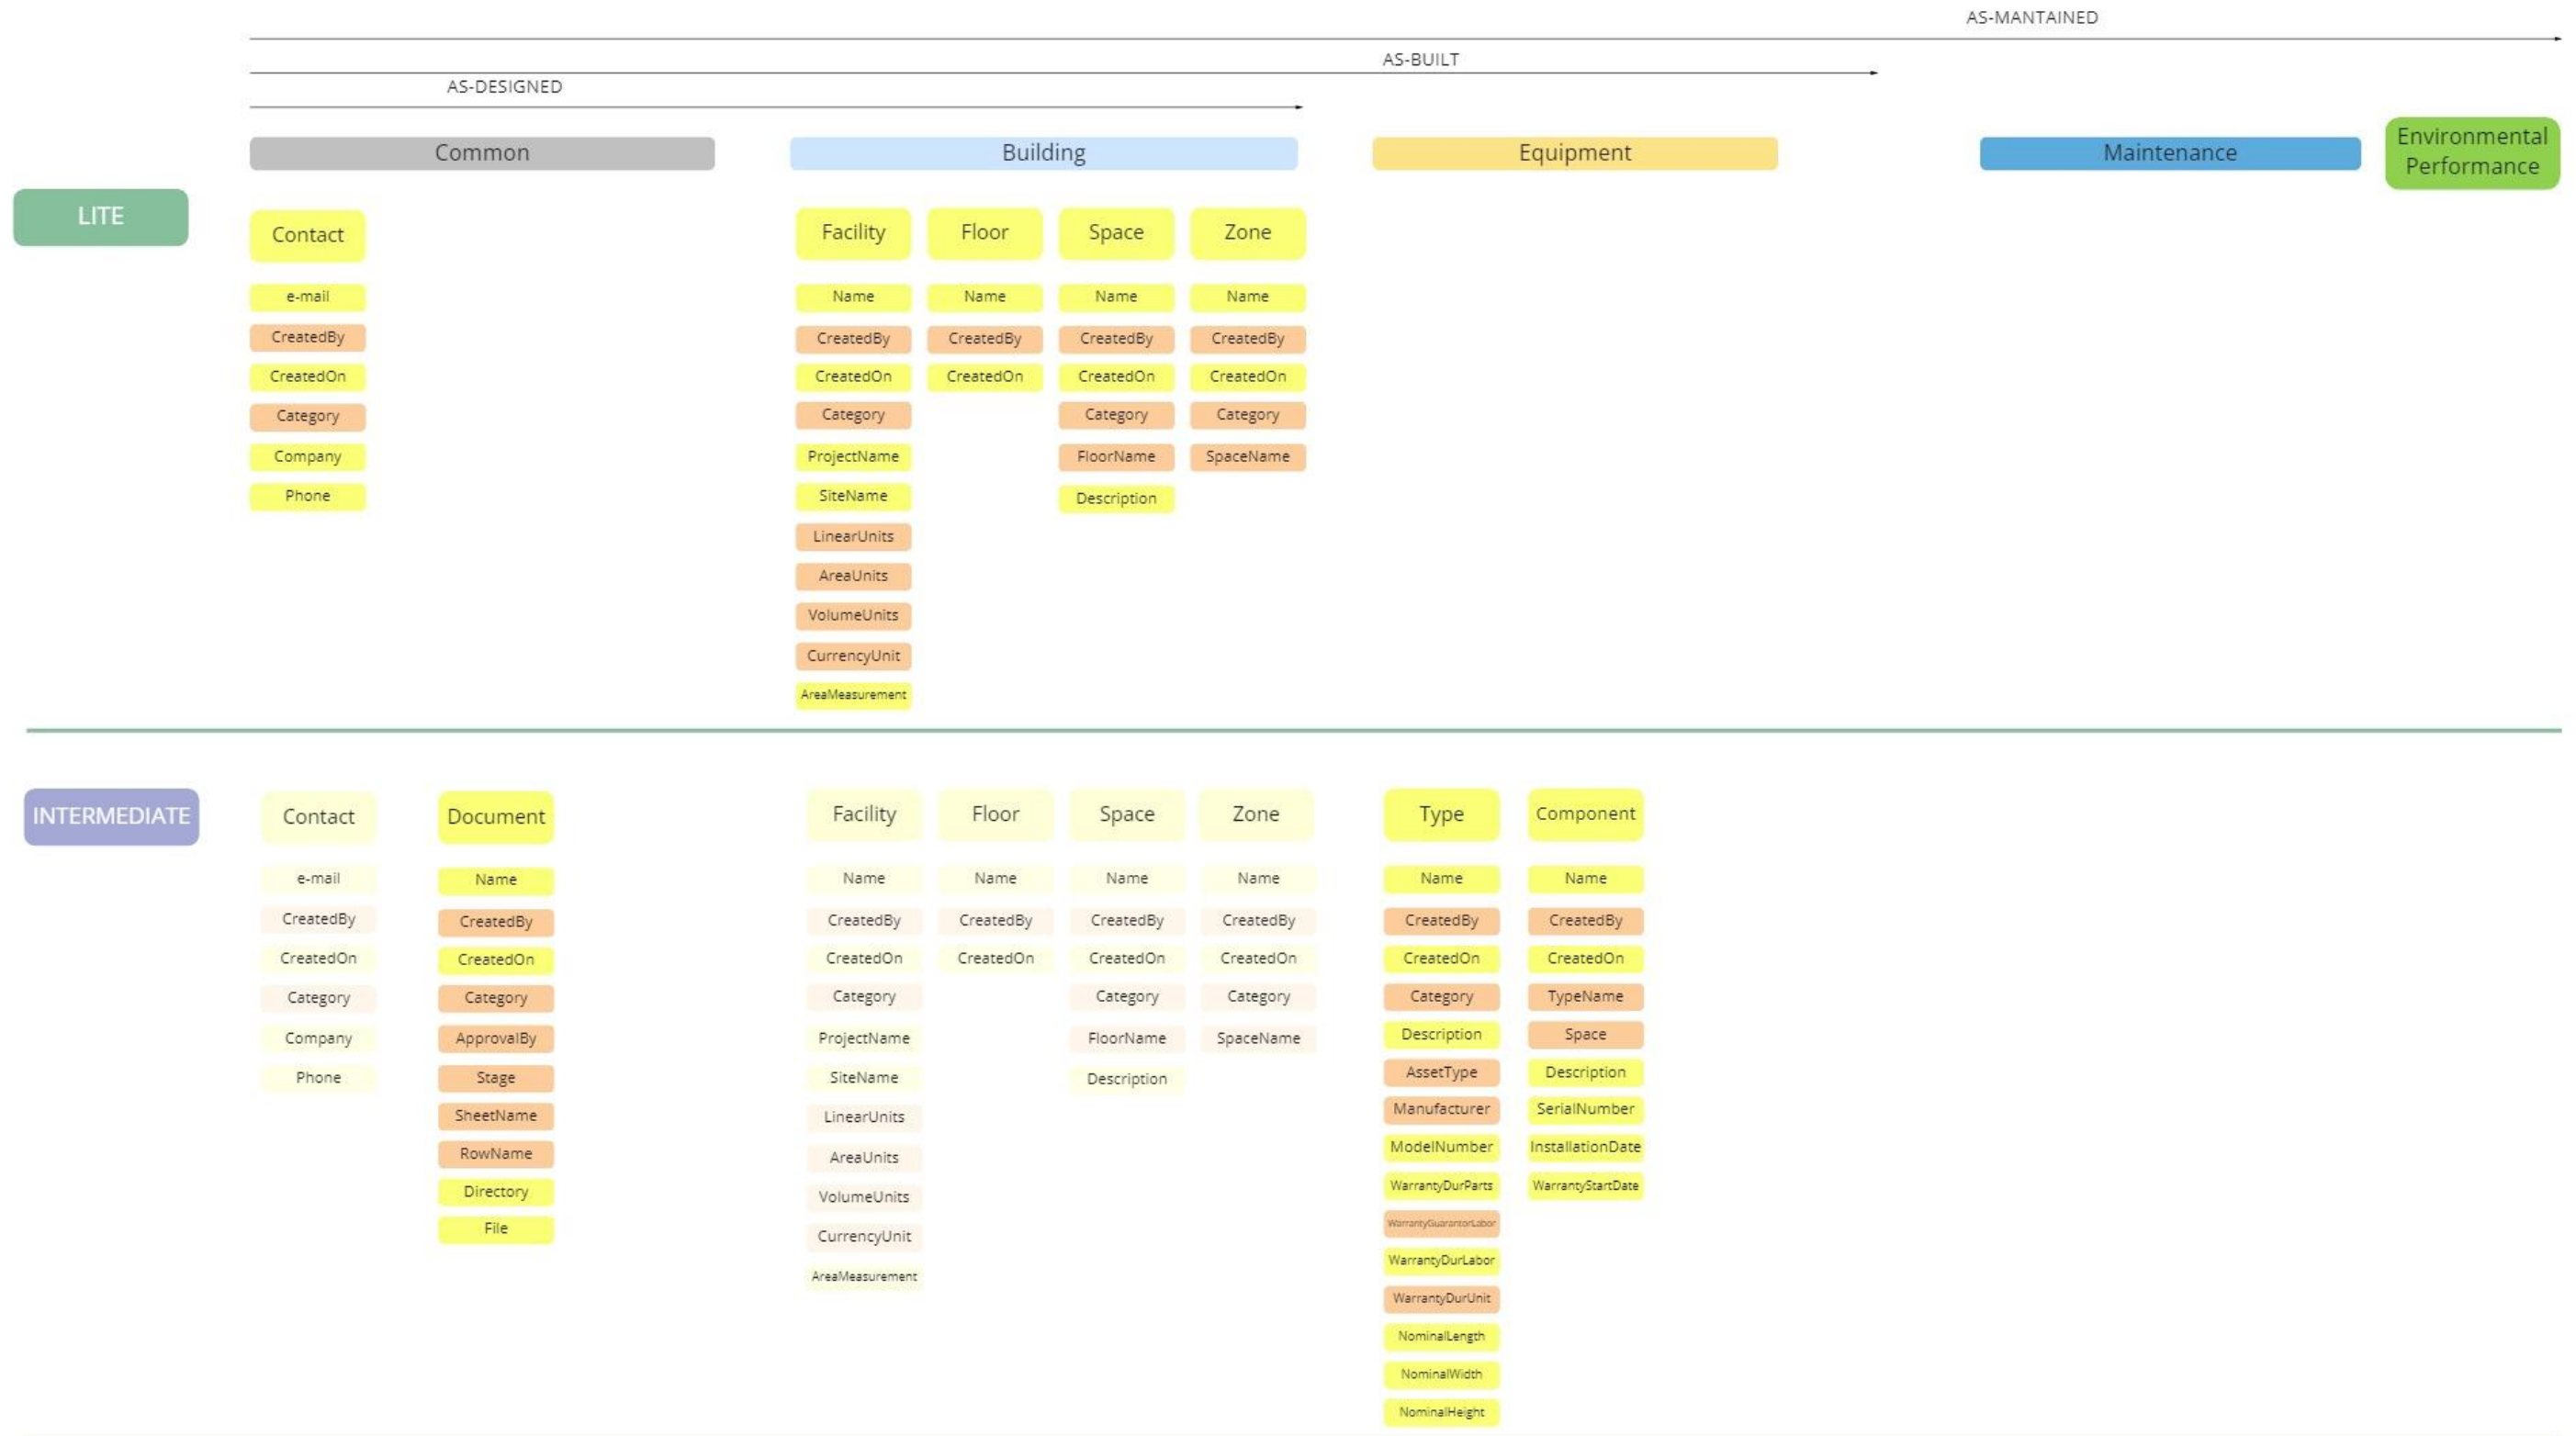 AS-MANTAINED
AS-BUILT
AS-DESIGNED
Common
Building
Equipment
Maintenance
Environmental
Performance
LITE
Contact
e-mail
CreatedBy
CreatedOn
Category
Company
Phone
Facility
Name
CreatedBy
CreatedOn
Category
ProjectName
SiteName
LinearUnits
AreaUnits
VolumeUnits
CurrencyUnit
AreaMeasurement
Floor
Name
CreatedBy
CreatedOn
Space
Name
CreatedBy
CreatedOn
Category
FloorName
Description
Zone
Name
CreatedBy
CreatedOn
Category
SpaceName
INTERMEDIATE
Contact
e-mail
CreatedBy
CreatedOn
Category
Company
Phone
Document
Name
CreatedBy
CreatedOn
Category
ApprovalBy
Stage
SheetName
RowName
Directory
File
Facility
Name
CreatedBy
CreatedOn
Category
ProjectName
SiteName
LinearUnits
AreaUnits
VolumeUnits
CurrencyUnit
AreaMeasurement
Floor
Name
CreatedBy
CreatedOn
Space
Name
CreatedBy
CreatedOn
Category
FloorName
Description
Zone
Name
CreatedBy
CreatedOn
Category
SpaceName
Type
Name
CreatedBy
CreatedOn
Category
Description
AssetType
Manufacturer
ModelNumber
WarrantyDurParts
WarrantyGuarantorLabor
WarrantyDurLabor
WarrantyDurUnit
NominalLength
NominalWidth
NominalHeight
Component
Name
CreatedBy
CreatedOn
TypeName
Space
Description
SerialNumber
InstallationDate
WarrantyStartDate